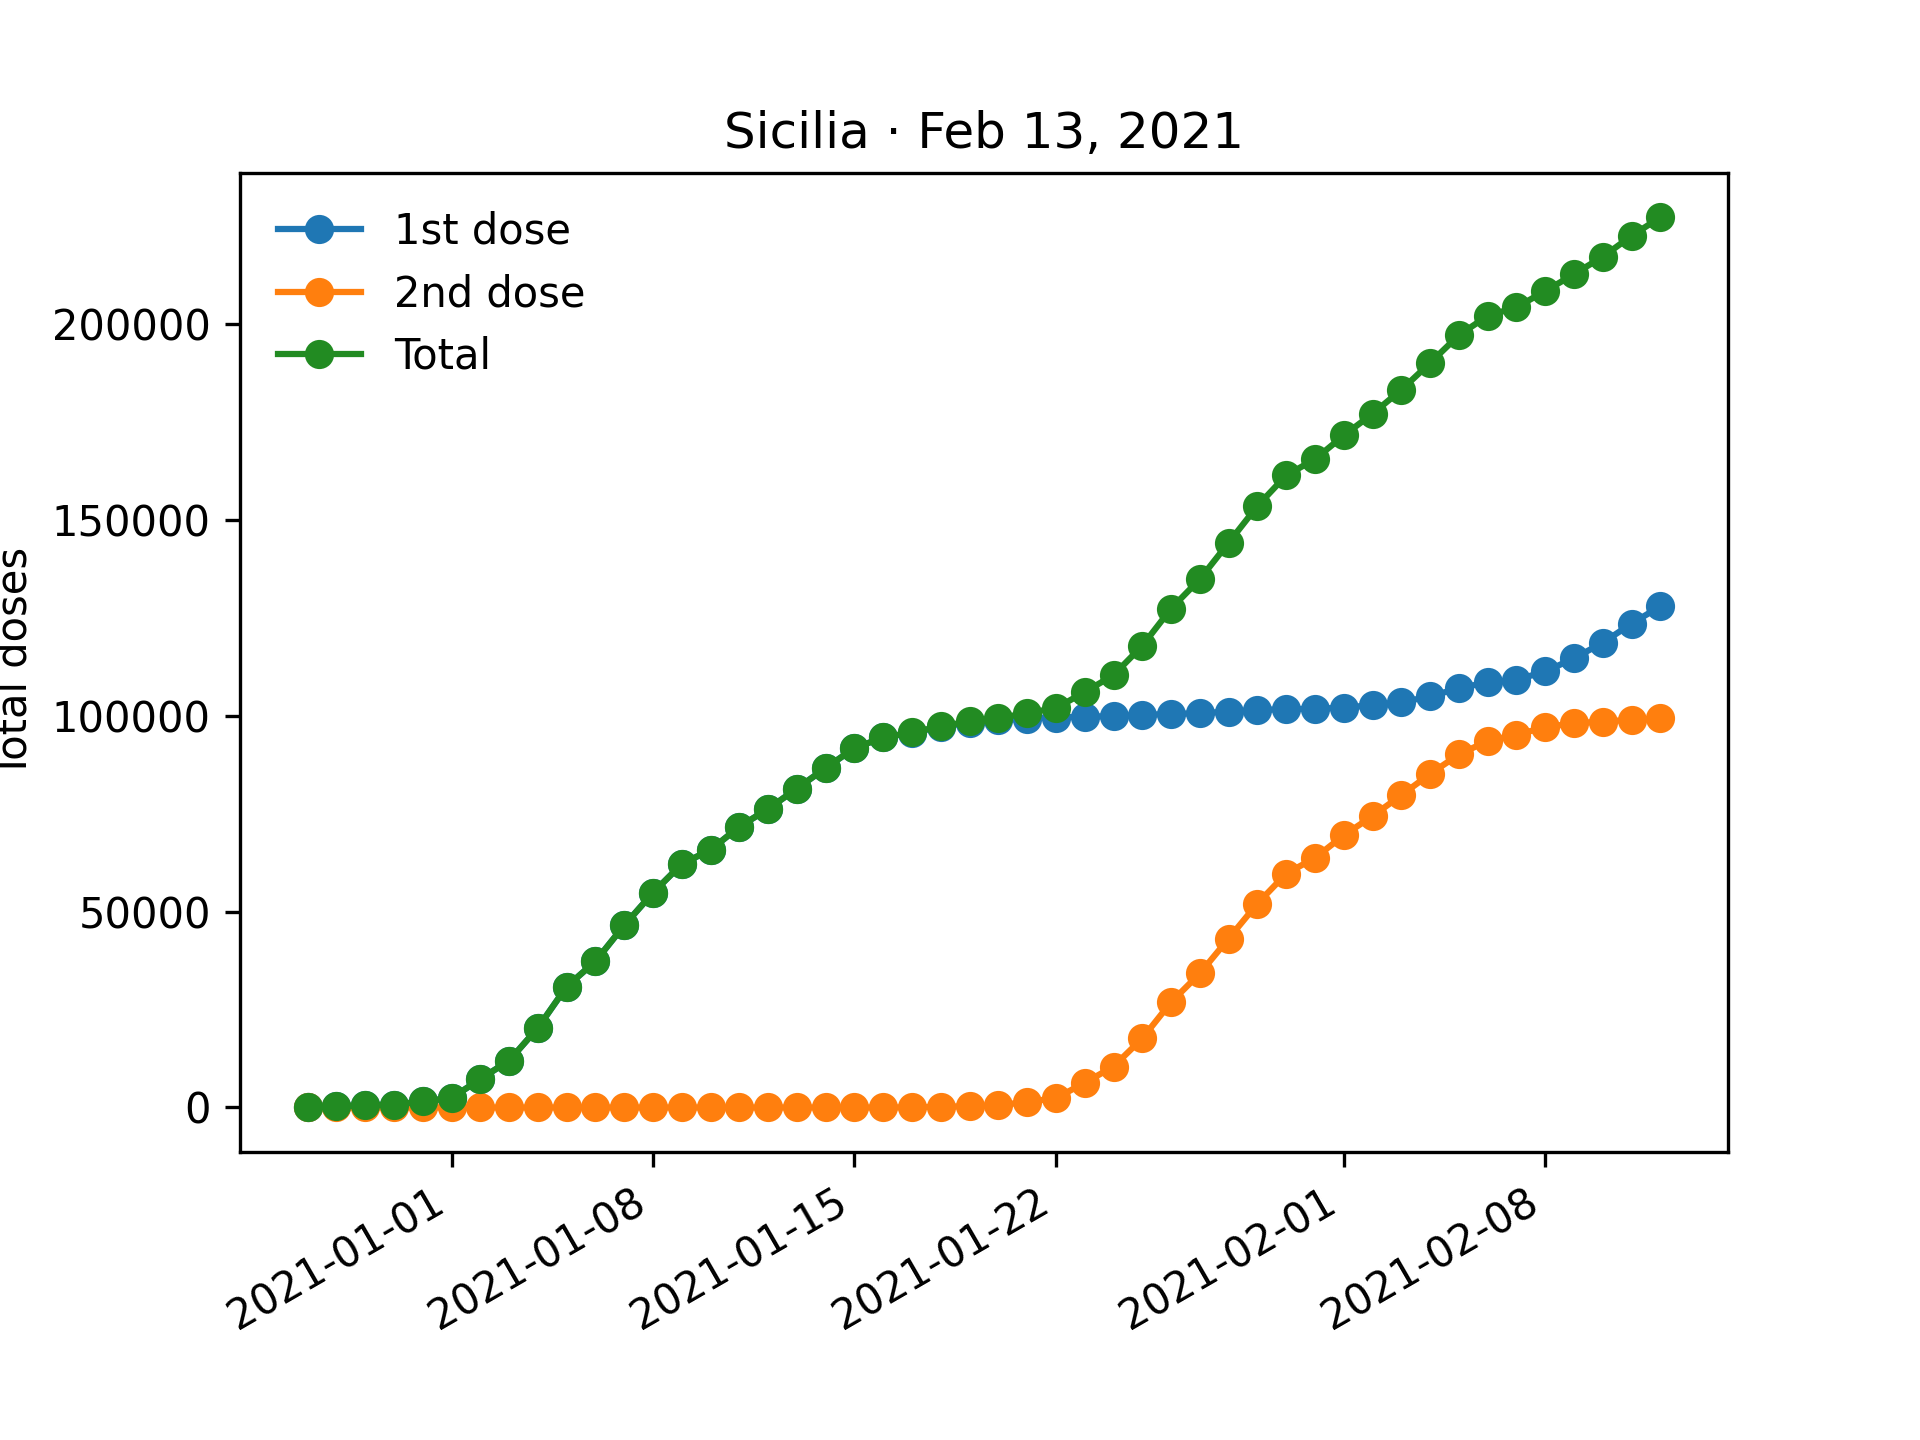 Sicilia · Feb 13, 2021
1st dose
2nd dose
Total
200000
150000
100000
50000
0
Total doses
2021-01-01
2021-01-08
2021-01-15
2021-01-22
2021-02-01
2021-02-08